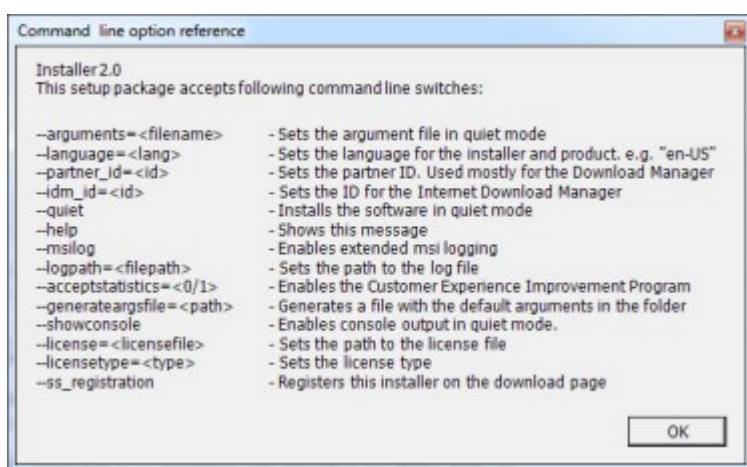 Command line option reference
Installer2.0
This setup package accepts following command line switches:
--arguments=<filename> - Sets the argument file in quiet mode
--language=<lang> - Sets the language for the installer and product. e.g. "en-US"
--partner_id=<id> - Sets the partner ID. Used mostly for the Download Manager
--idm_id=<id> - Sets the ID for the Internet Download Manager
--quiet - Installs the software in quiet mode
--help - Shows this message
--msilog - Enables extended msi logging
--logpath=<filepath> - Sets the path to the log file
--acceptstatistics=<0/1> - Enables the Customer Experience Improvement Program
--generateargsfile=<path> - Generates a file with the default arguments in the folder
--showconsole - Enables console output in quiet mode.
--license=<licensefile> - Sets the path to the license file
--licensetype=<type> - Sets the license type
--ss_registration - Registers this installer on the download page
OK